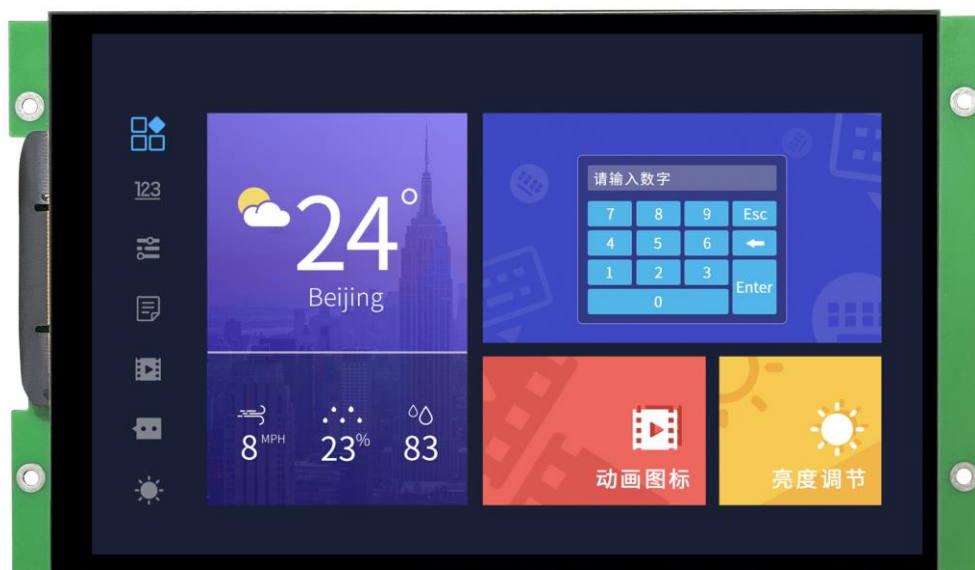 123
24°
Beijing
8 MPH
23%
83
请输入数字
7 8 9 Esc
4 5 6
1 2 3 Enter
0
动画图标
亮度调节